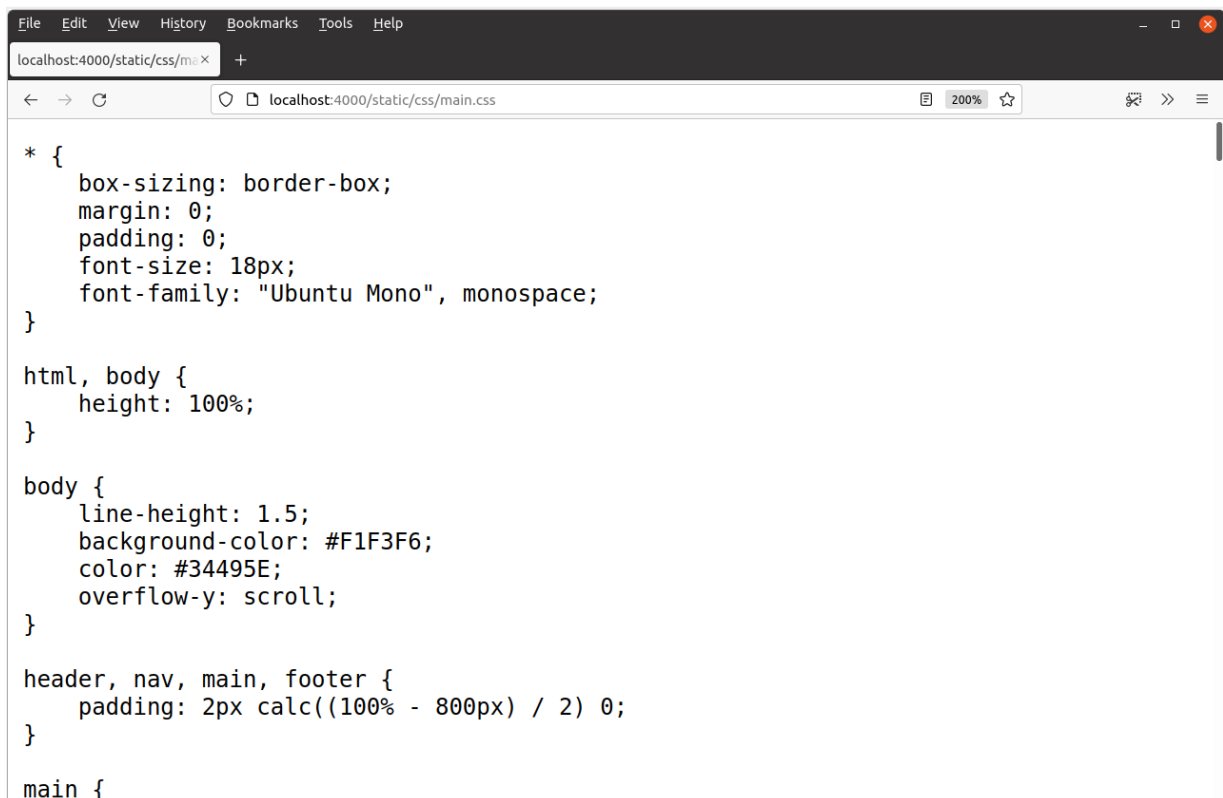 File Edit View History Bookmarks Tools Help
localhost:4000/static/css/ma
localhost:4000/static/css/main.css 200%
* {
    box-sizing: border-box;
    margin: 0;
    padding: 0;
    font-size: 18px;
    font-family: "Ubuntu Mono", monospace;
}

html, body {
    height: 100%;
}

body {
    line-height: 1.5;
    background-color: #F1F3F6;
    color: #34495E;
    overflow-y: scroll;
}

header, nav, main, footer {
    padding: 2px calc((100% - 800px) / 2) 0;
}

main {